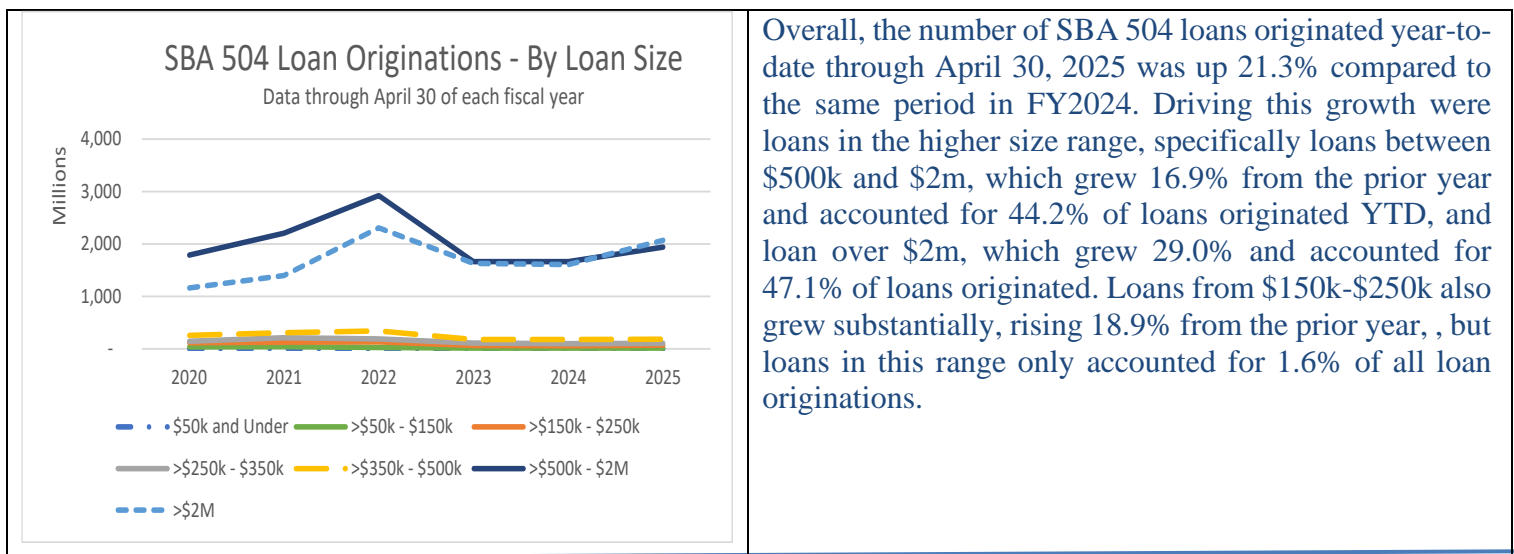 SBA 504 Loan Originations - By Loan Size
Data through April 30 of each fiscal year
Millions
4,000
3,000
2,000
1,000
-
2020 2021 2022 2023 2024 2025
$50k and Under >$50k - $150k >$150k - $250k
>$250k - $350k >$350k - $500k >$500k - $2M
>$2M
Overall, the number of SBA 504 loans originated year-to-
date through April 30, 2025 was up 21.3% compared to
the same period in FY2024. Driving this growth were
loans in the higher size range, specifically loans between
$500k and $2m, which grew 16.9% from the prior year
and accounted for 44.2% of loans originated YTD, and
loan over $2m, which grew 29.0% and accounted for
47.1% of loans originated. Loans from $150k-$250k also
grew substantially, rising 18.9% from the prior year, , but
loans in this range only accounted for 1.6% of all loan
originations.